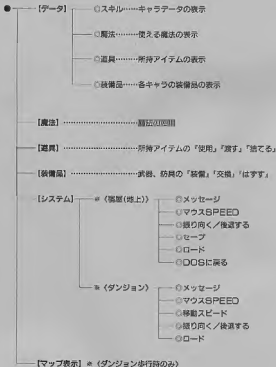 【データ】 ◎スキル……キャラデータの表示
◎魔法……使える魔法の表示
◎道具……所持アイテムの表示
◎装備品……各キャラの装備品の表示
【魔法】………………魔法の使用
【道具】………………所持アイテムの『使用』『渡す』『捨てる』
【装備品】………………武器、防具の『装備』『交換』『はずす』
【システム】 ※〈宿屋(地上)〉 ◎メッセージ
◎マウスSPEED
◎振り向く/後退する
◎セーブ
◎ロード
◎DOSに戻る
※〈ダンジョン〉 ◎メッセージ
◎マウスSPEED
◎移動スピード
◎振り向く/後退する
◎ロード
【マップ表示】※〈ダンジョン歩行時のみ〉